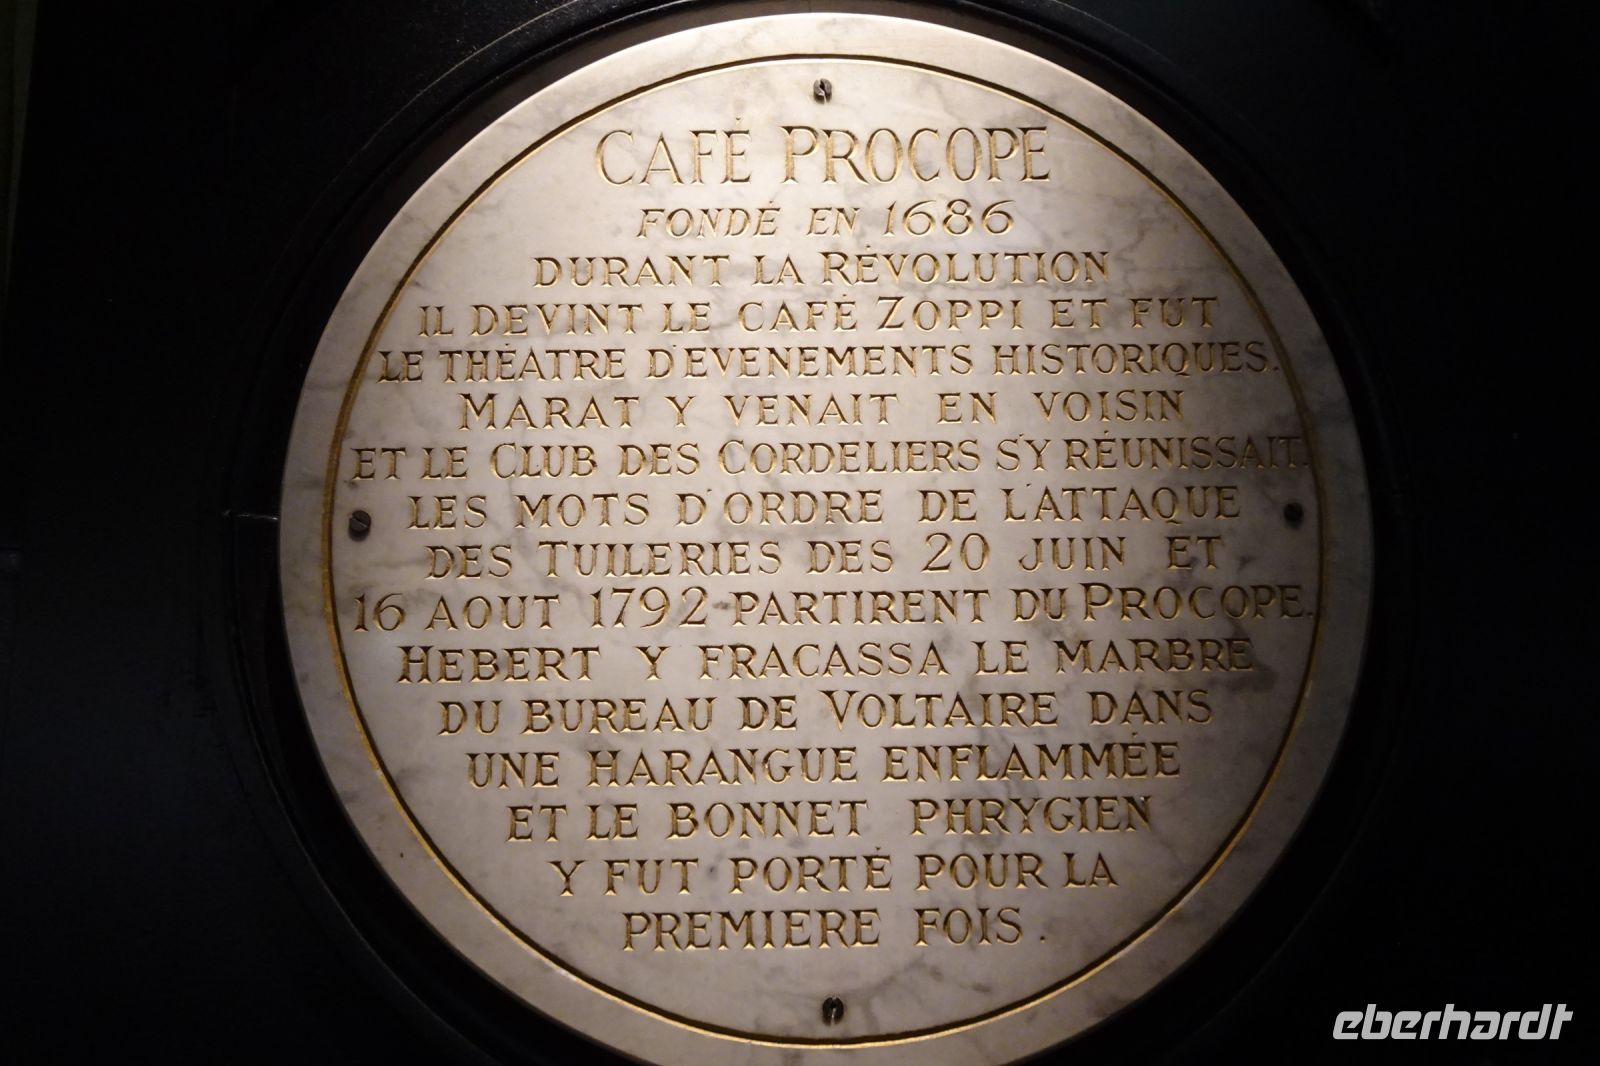 CAFÉ PROCOPE
FONDÉ EN 1686
DURANT LA RÉVOLUTION
IL DEVINT LE CAFÉ ZOPPI ET FUT
LE THÉATRE D'EVENEMENTS HISTORIQUES.
MARAT Y VENAIT EN VOISIN
ET LE CLUB DES CORDELIERS S'Y RÉUNISSAIT.
LES MOTS D'ORDRE DE L'ATTAQUE
DES TUILERIES DES 20 JUIN ET
16 AOUT 1792 PARTIRENT DU PROCOPE.
HEBERT Y FRACASSA LE MARBRE
DU BUREAU DE VOLTAIRE DANS
UNE HARANGUE ENFLAMMÉE
ET LE BONNET PHRYGIEN
Y FUT PORTÉ POUR LA
PREMIERE FOIS.
eberhardt